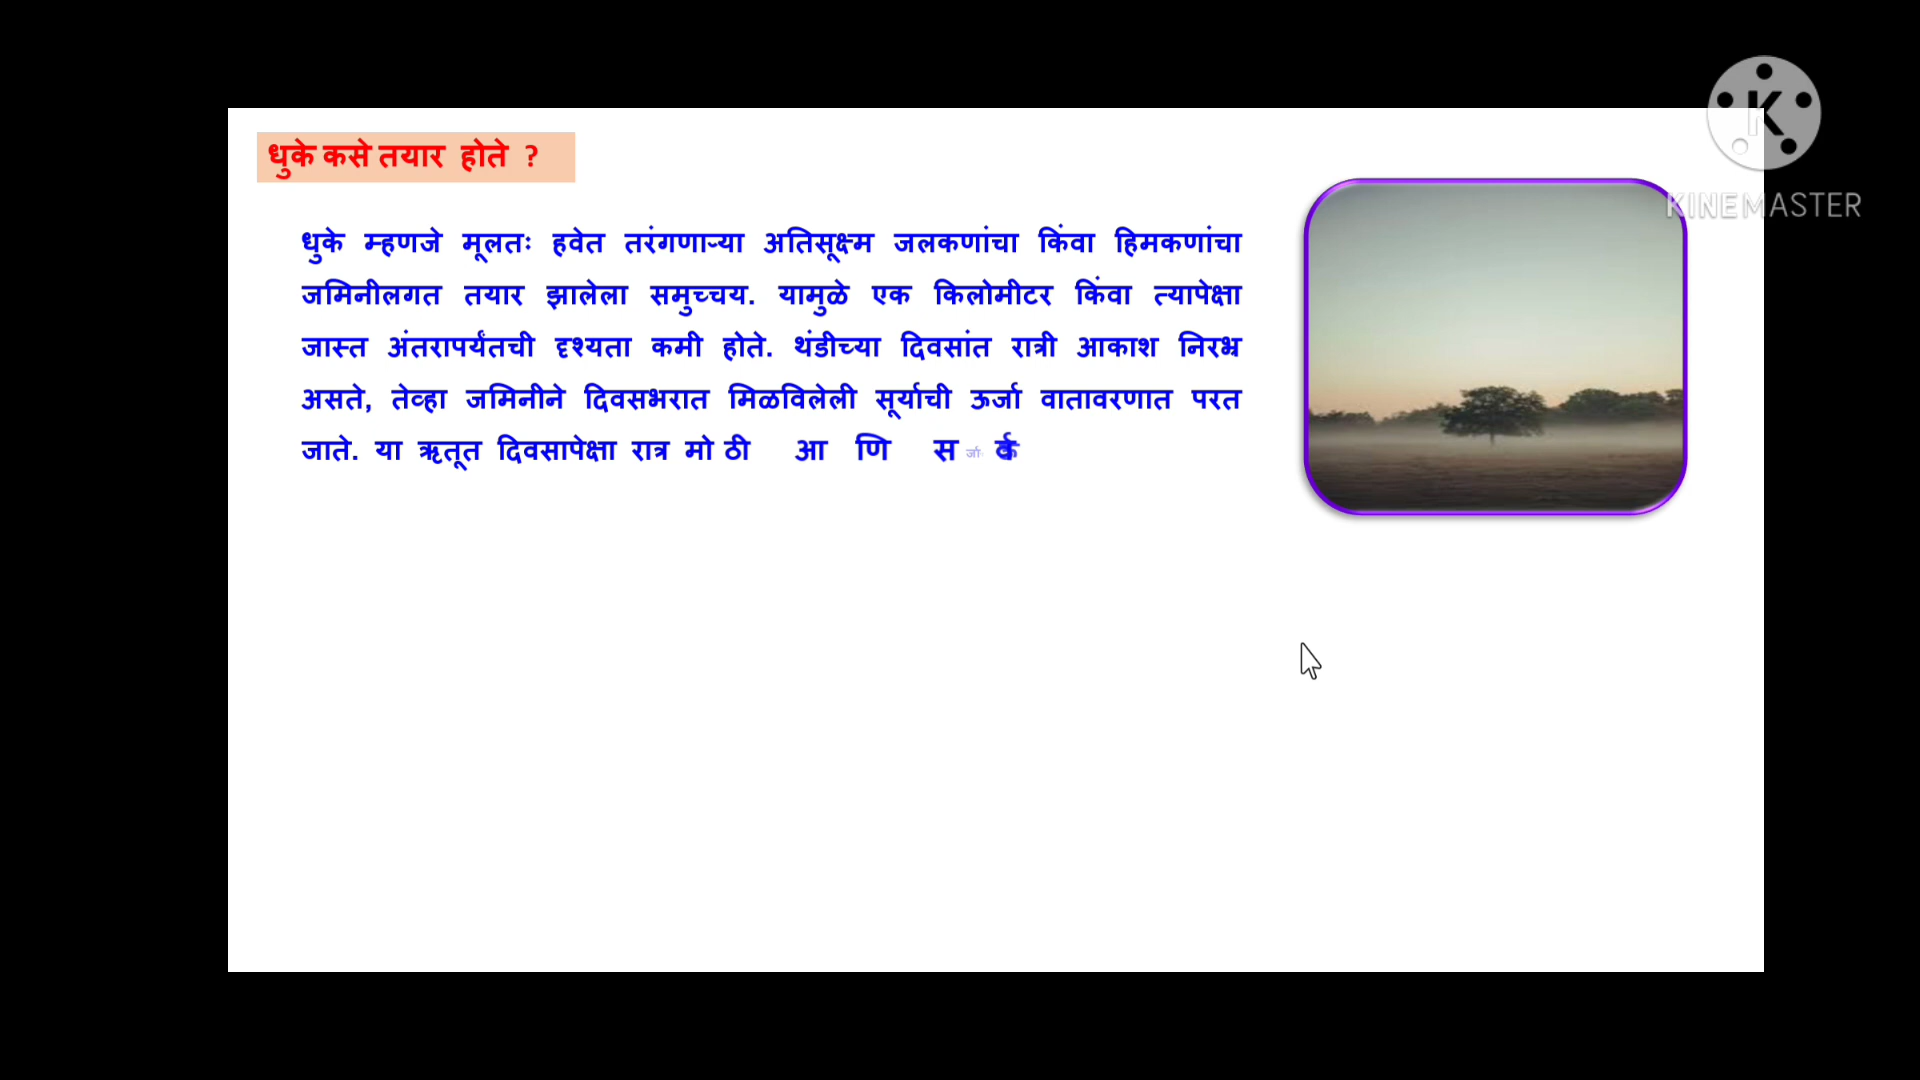 धुके कसे तयार होते ?
धुके म्हणजे मूलतः हवेत तरंगणाऱ्या अतिसूक्ष्म जलकणांचा किंवा हिमकणांचा
जमिनीलगत तयार झालेला समुच्चय. यामुळे एक किलोमीटर किंवा त्यापेक्षा
जास्त अंतरापर्यंतची दृश्यता कमी होते. थंडीच्या दिवसांत रात्री आकाश निरभ्र
असते, तेव्हा जमिनीने दिवसभरात मिळविलेली सूर्याची ऊर्जा वातावरणात परत
जाते. या ऋतूत दिवसापेक्षा रात्र मोठी आणि
K
KINEMASTER